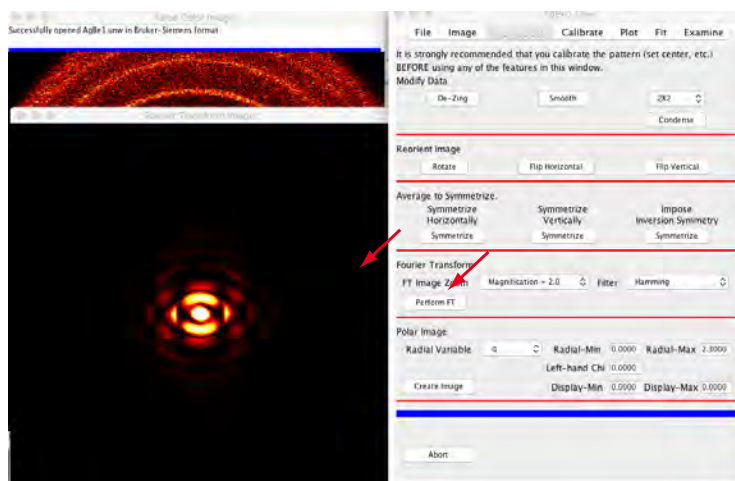 Successfully opened AgBe1.unw in Bruker-Siemens format
File Image Calibrate Plot Fit Examine
It is strongly recommended that you calibrate the pattern (set center, etc.)
BEFORE using any of the features in this window.
Modify Data
De-Zing Smooth 2X2
Condense
Reorient Image
Rotate Flip Horizontal Flip Vertical
Average to Symmetrize.
Symmetrize Symmetrize Impose
Horizontally Vertically Inversion Symmetry
Symmetrize Symmetrize Symmetrize
Fourier Transform
FT Image Zoom Magnification = 2.0 Filter Hamming
Perform FT
Polar Image
Radial Variable q Radial-Min 0.0000 Radial-Max 2.3000
Left-hand Chi 0.0000
Create Image Display-Min 0.0000 Display-Max 0.0000
Abort